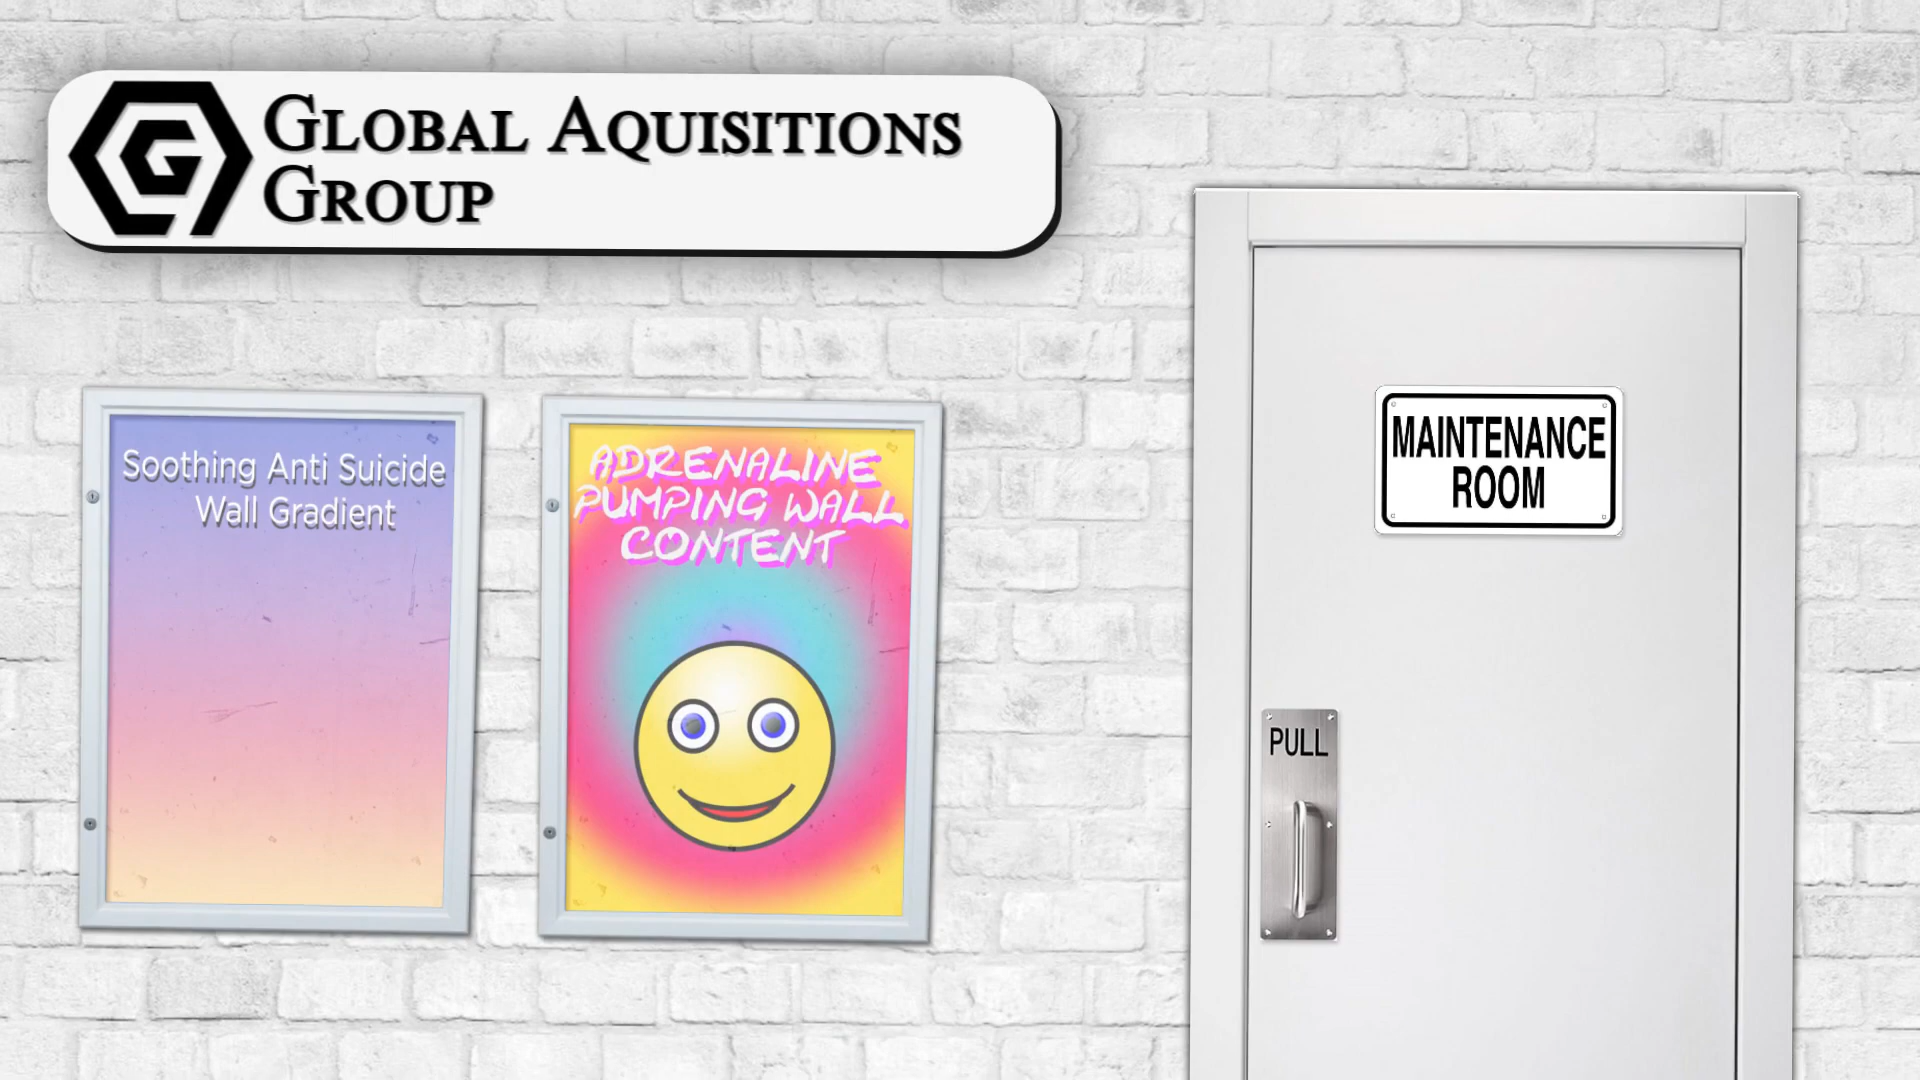 Global Aquisitions
Group
Soothing Anti Suicide
Wall Gradient
ADRENALINE
PUMPING WALL
CONTENT
MAINTENANCE
ROOM
PULL